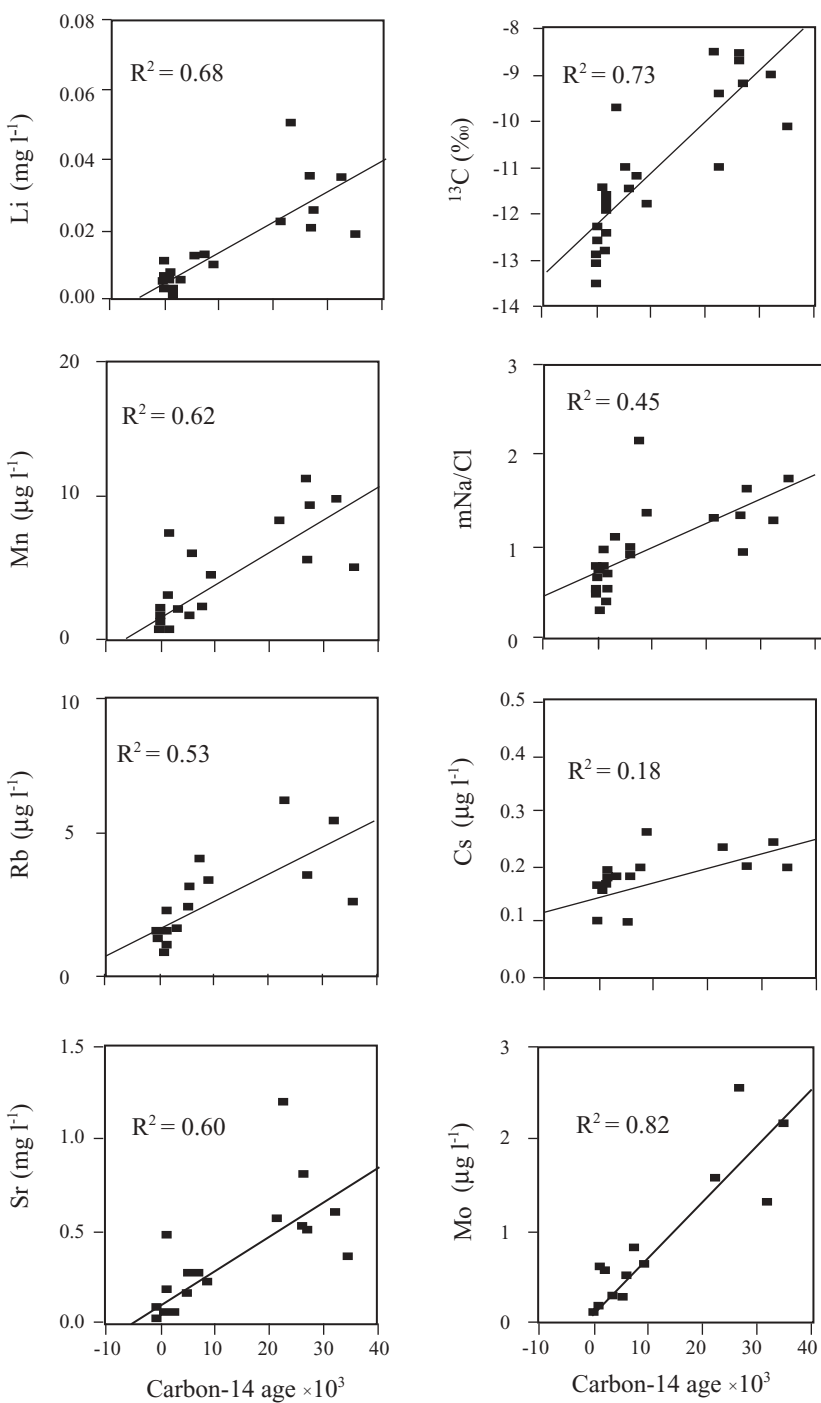 Li (mg l⁻¹)
0.08
0.06
0.04
0.02
0.00
R² = 0.68
¹³C (‰)
-8
-9
-10
-11
-12
-13
-14
R² = 0.73
Mn (µg l⁻¹)
20
10
0
R² = 0.62
mNa/Cl
3
2
1
0
R² = 0.45
Rb (µg l⁻¹)
10
5
0
R² = 0.53
Cs (µg l⁻¹)
0.5
0.4
0.3
0.2
0.1
0.0
R² = 0.18
Sr (mg l⁻¹)
1.5
1.0
0.5
0.0
R² = 0.60
-10 0 10 20 30 40
Carbon-14 age ×10³
Mo (µg l⁻¹)
3
2
1
0
R² = 0.82
-10 0 10 20 30 40
Carbon-14 age ×10³